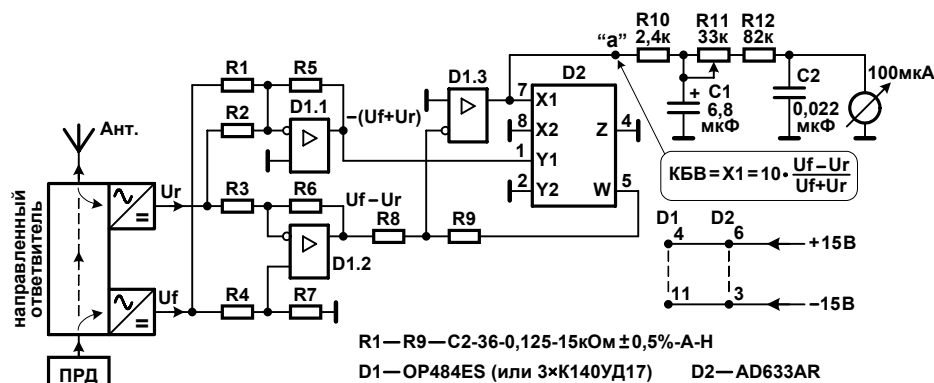 Ант.
направленный
ответвитель
ПРД
Ur
Uf
R1
R2
R3
R4
R5
D1.1
–(Uf+Ur)
R6
Uf–Ur
D1.2
R7
R8
R9
D1.3
D2
7 X1
8 X2
1 Y1
2 Y2
Z 4
W 5
“а”
R10
2,4к
R11
33к
R12
82к
+ C1
6,8
мкФ
C2
0,022
мкФ
100мкА
КБВ=X1=10· Uf–Ur
Uf+Ur
D1 D2
4 6 +15В
11 3 –15В
R1—R9—С2-36-0,125-15кОм±0,5%-А-Н
D1—OP484ES (или 3×К140УД17) D2—AD633AR